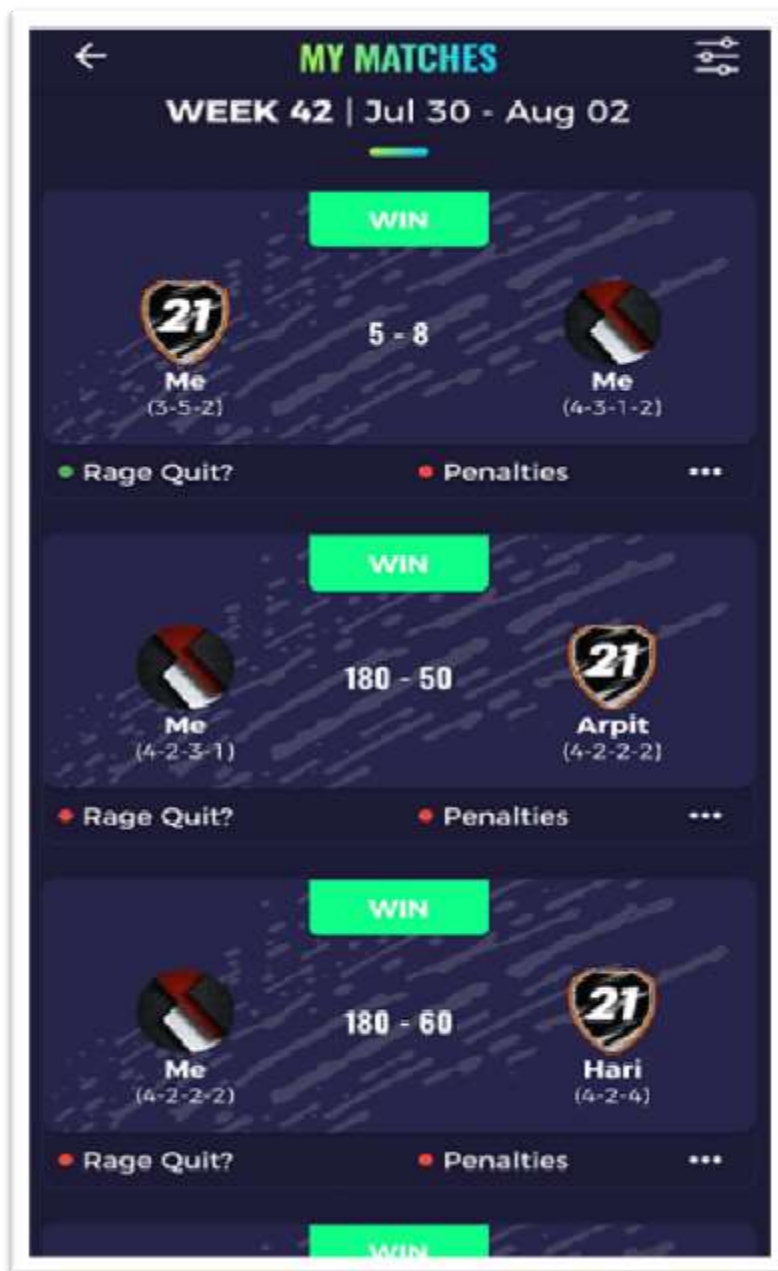 MY MATCHES
WEEK 42 | Jul 30 - Aug 02
WIN
21
5 - 8
Me
Me
(3-5-2)
(4-3-1-2)
Rage Quit?
Penalties
WIN
180 - 50
21
Me
Arpit
(4-2-3-1)
(4-2-2-2)
Rage Quit?
Penalties
WIN
180 - 60
21
Me
Hari
(4-2-2-2)
(4-2-4)
Rage Quit?
Penalties
WIN